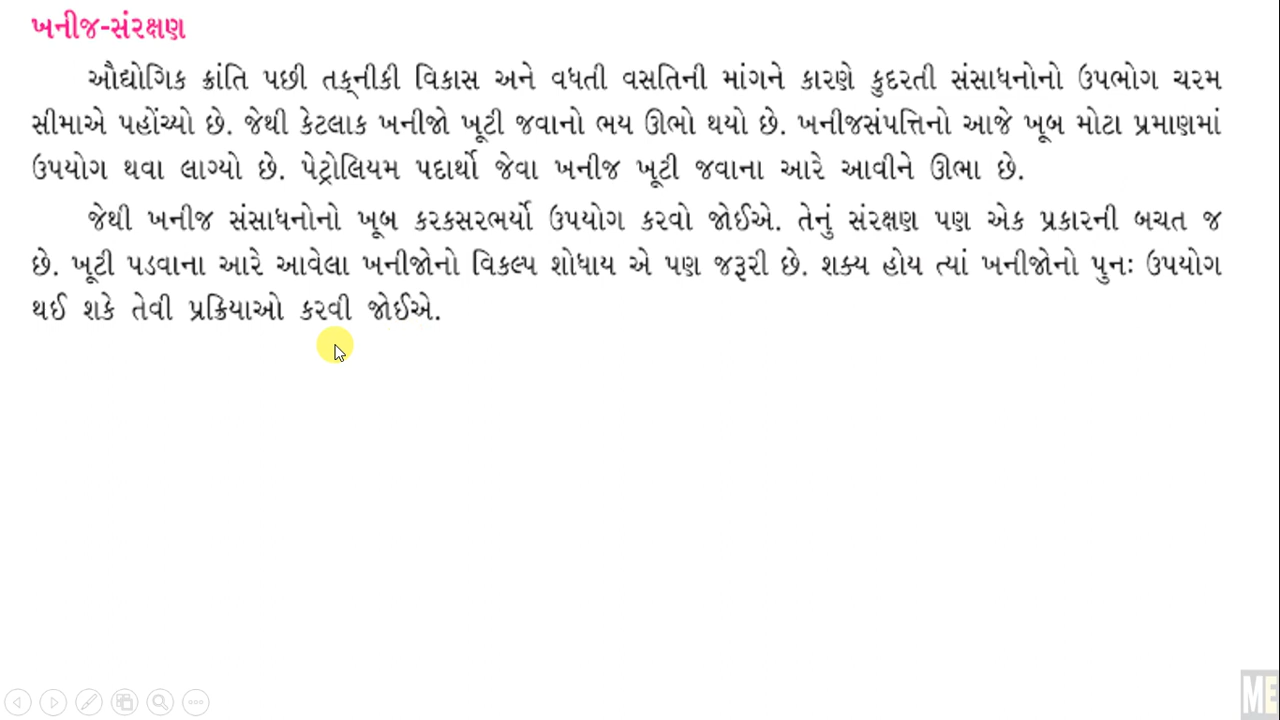 ખનીજ-સંરક્ષણ
ઔદ્યોગિક ક્રાંતિ પછી તક્નીકી વિકાસ અને વધતી વસતિની માંગને કારણે કુદરતી સંસાધનોનો ઉપભોગ ચરમ
સીમાએ પહોંચ્યો છે. જેથી કેટલાક ખનીજો ખૂટી જવાનો ભય ઊભો થયો છે. ખનીજસંપત્તિનો આજે ખૂબ મોટા પ્રમાણમાં
ઉપયોગ થવા લાગ્યો છે. પેટ્રોલિયમ પદાર્થો જેવા ખનીજ ખૂટી જવાના આરે આવીને ઊભા છે.
જેથી ખનીજ સંસાધનોનો ખૂબ કરકસરભર્યો ઉપયોગ કરવો જોઈએ. તેનું સંરક્ષણ પણ એક પ્રકારની બચત જ
છે. ખૂટી પડવાના આરે આવેલા ખનીજોનો વિકલ્પ શોધાય એ પણ જરૂરી છે. શક્ય હોય ત્યાં ખનીજોનો પુનઃ ઉપયોગ
થઈ શકે તેવી પ્રક્રિયાઓ કરવી જોઈએ.
ME